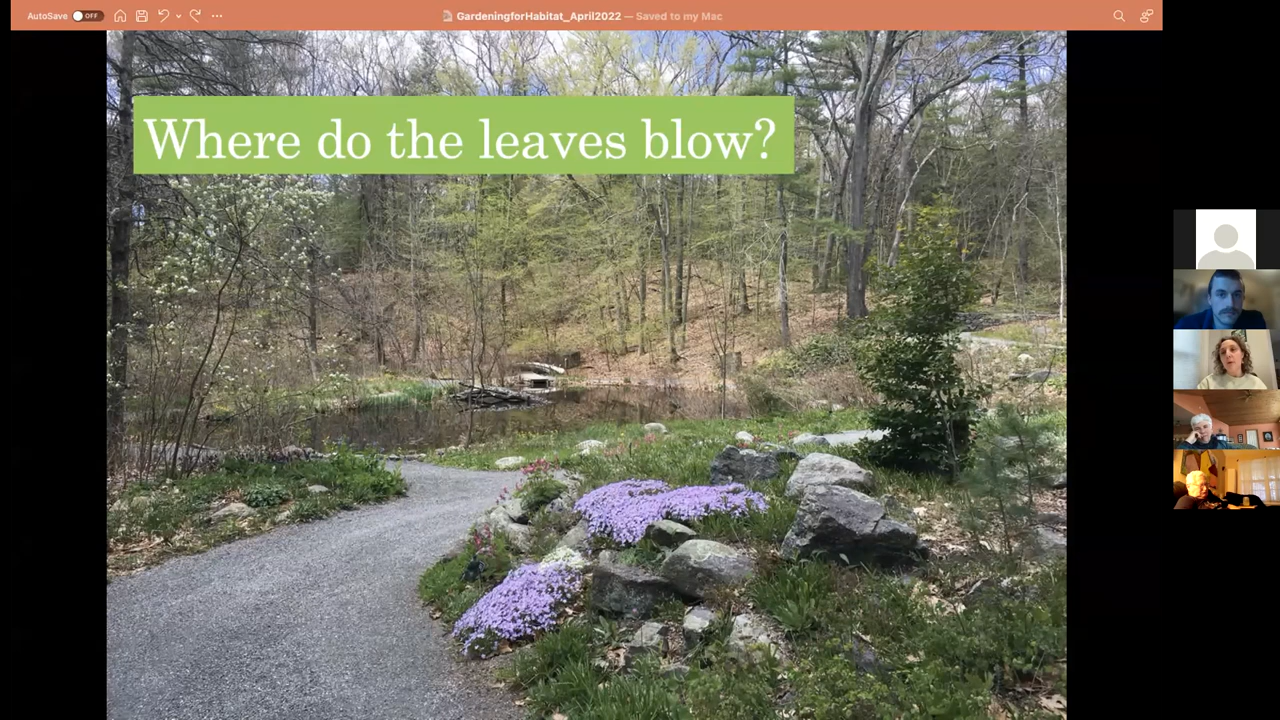 AutoSave OFF
GardeningforHabitat_April2022 — Saved to my Mac
Where do the leaves blow?